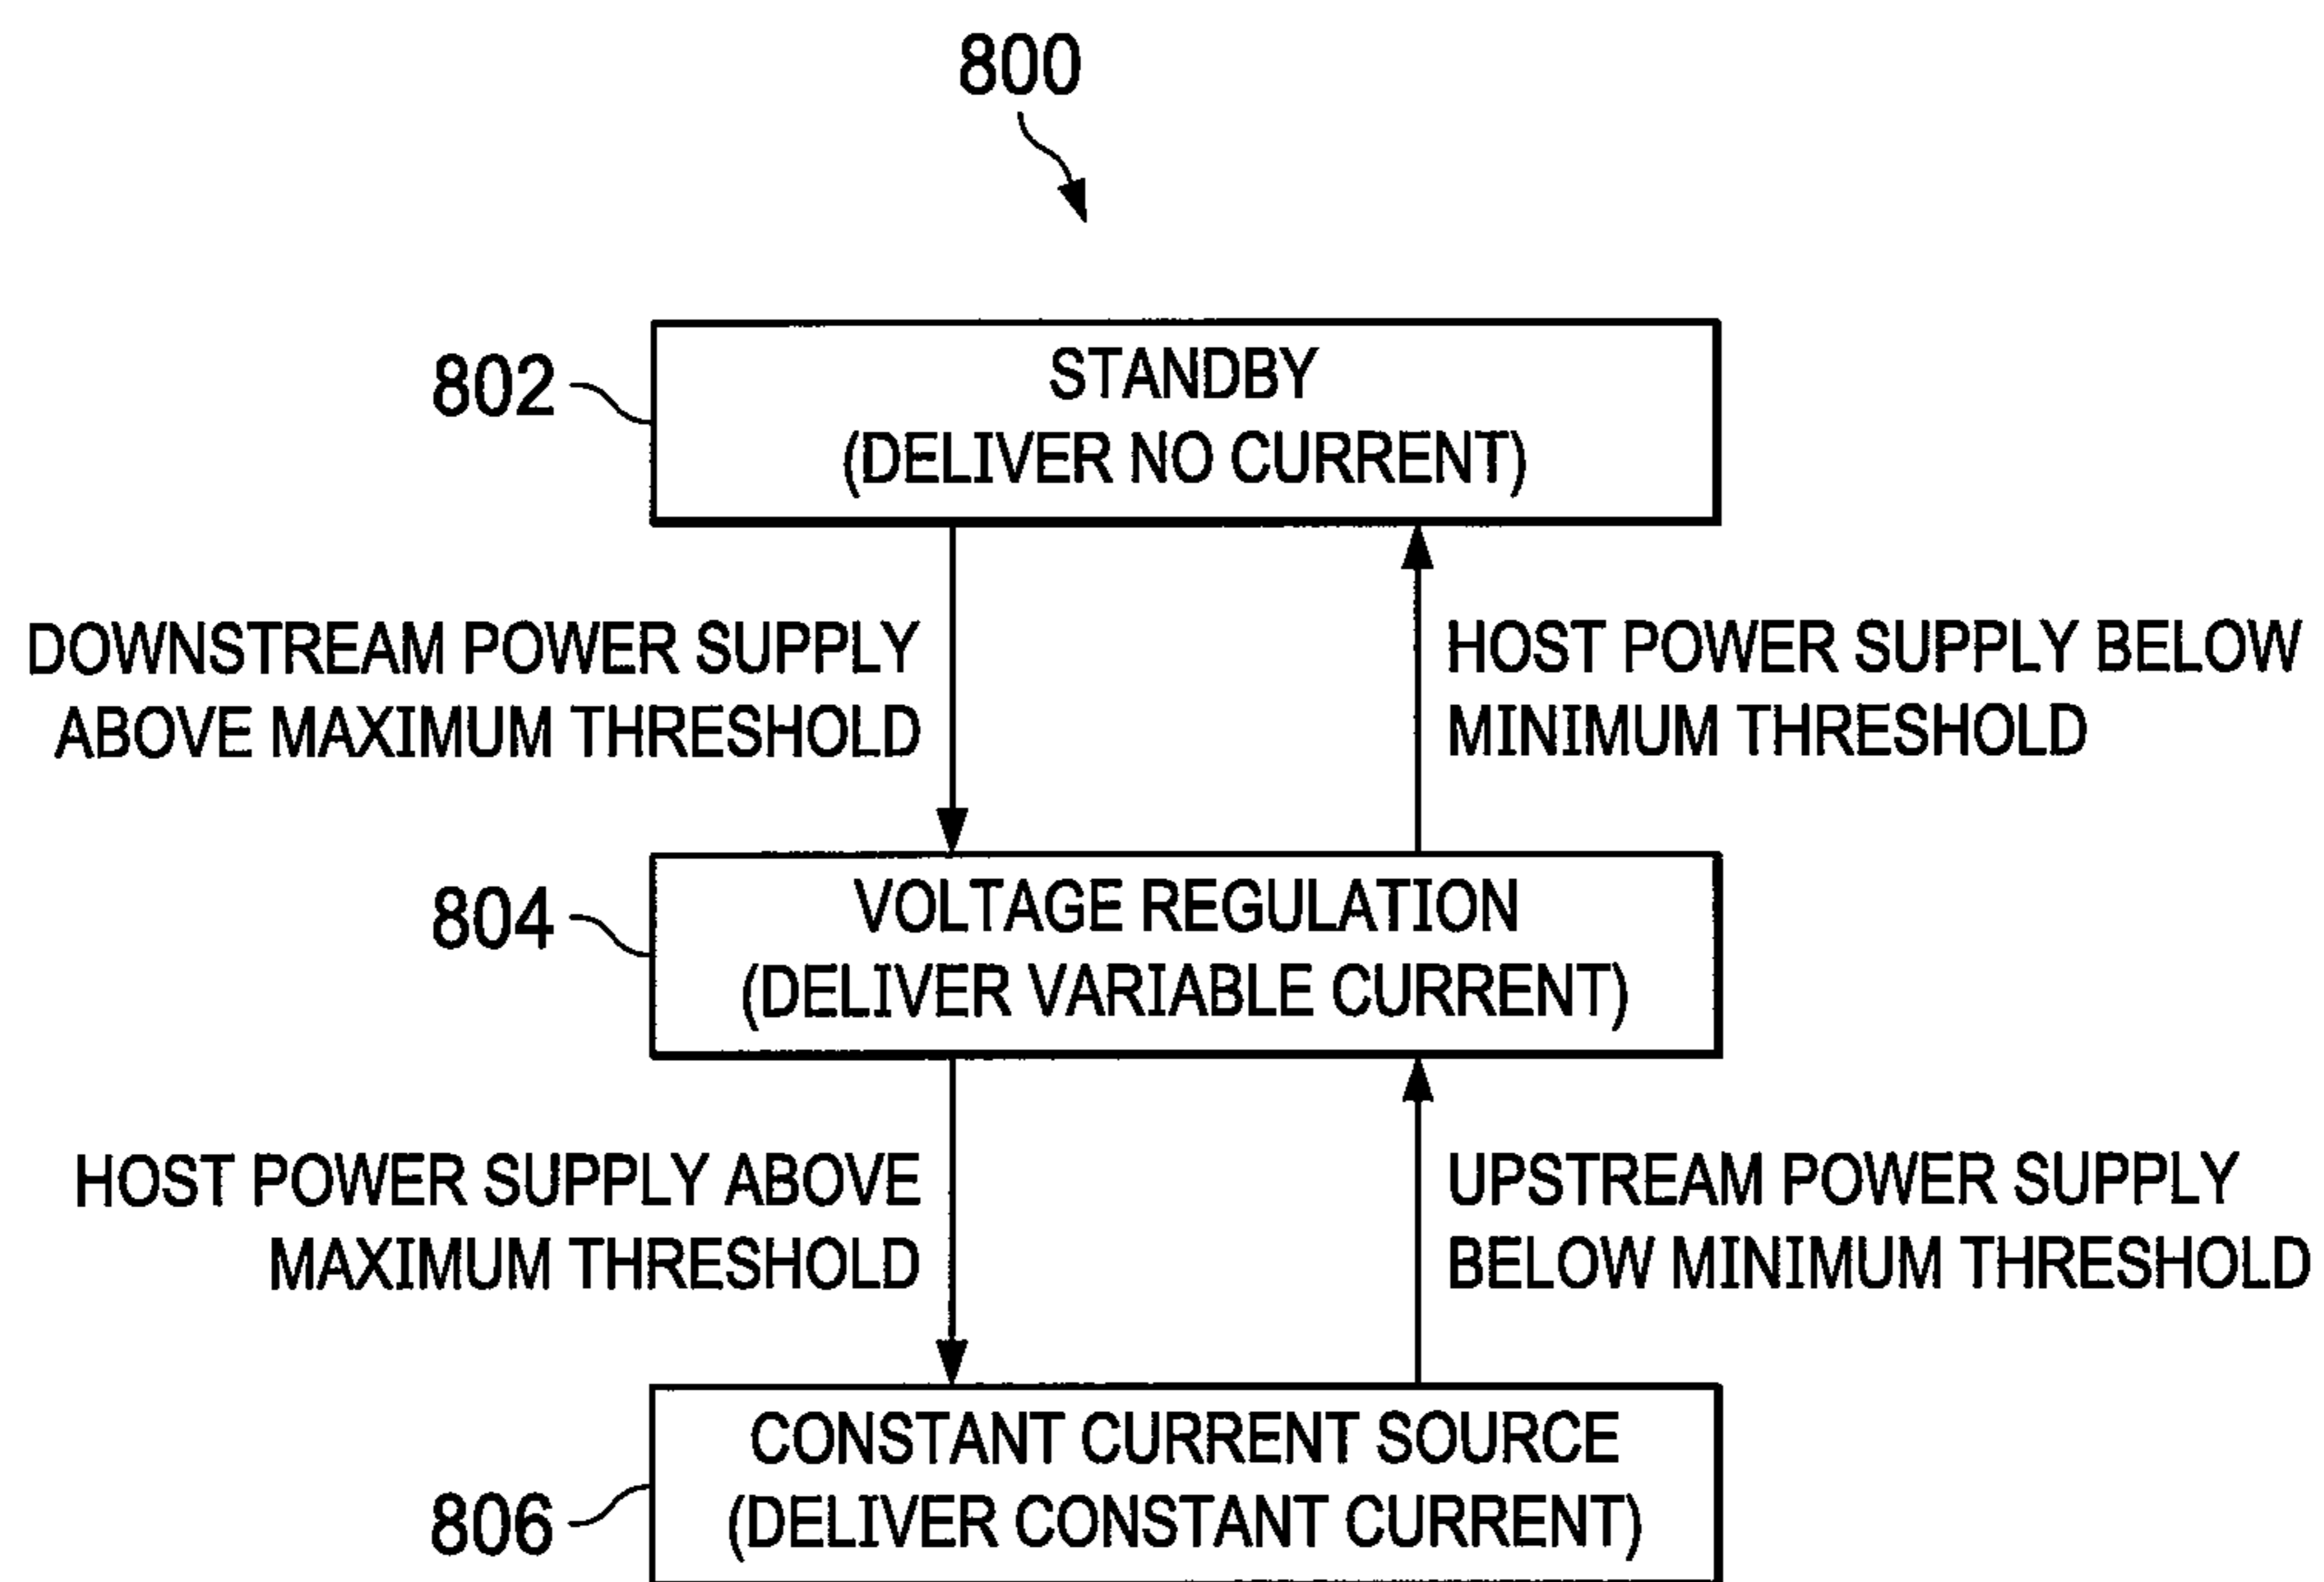 800
802
STANDBY
(DELIVER NO CURRENT)
DOWNSTREAM POWER SUPPLY
ABOVE MAXIMUM THRESHOLD
HOST POWER SUPPLY BELOW
MINIMUM THRESHOLD
804
VOLTAGE REGULATION
(DELIVER VARIABLE CURRENT)
HOST POWER SUPPLY ABOVE
MAXIMUM THRESHOLD
UPSTREAM POWER SUPPLY
BELOW MINIMUM THRESHOLD
806
CONSTANT CURRENT SOURCE
(DELIVER CONSTANT CURRENT)